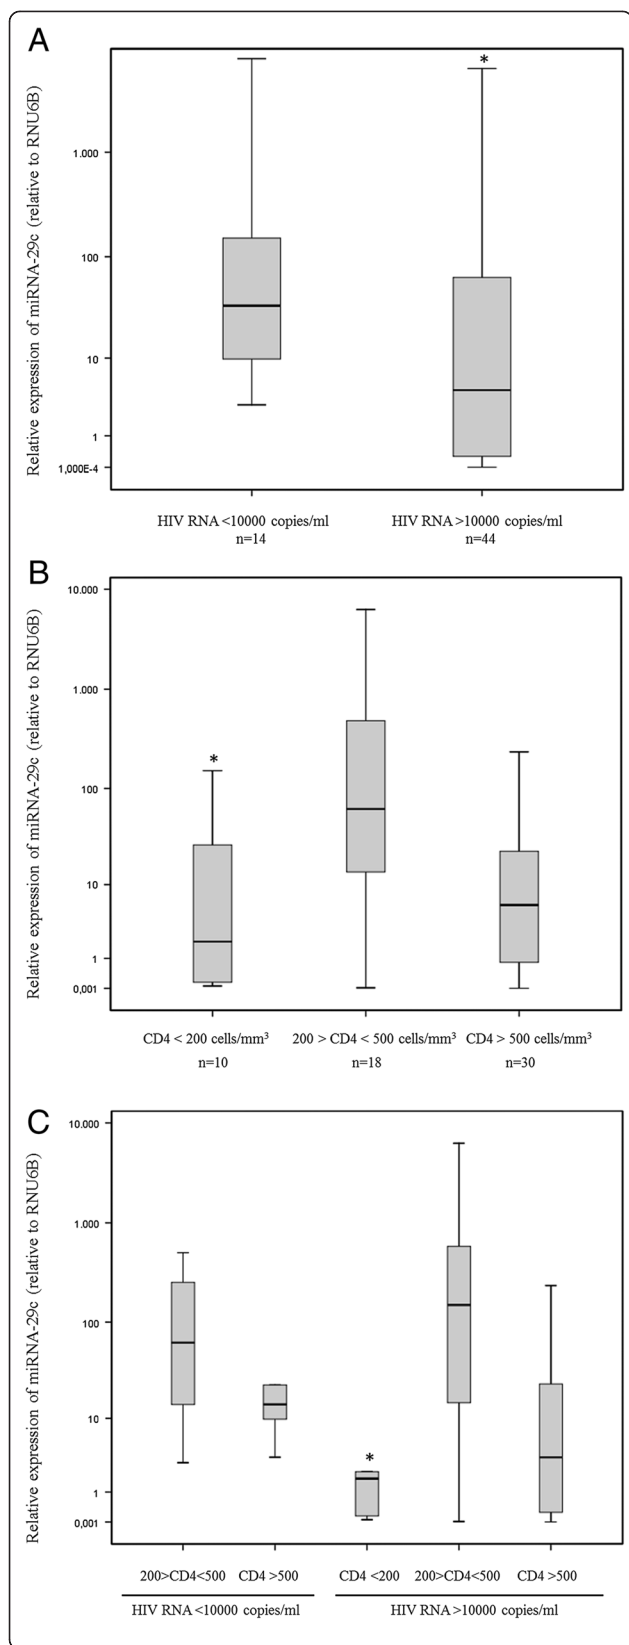 A
Relative expression of miRNA-29c (relative to RNU6B)
*
1.000
100
10
1
1,000E-4
HIV RNA <10000 copies/ml HIV RNA >10000 copies/ml
n=14 n=44
B
Relative expression of miRNA-29c (relative to RNU6B)
10.000
1.000
*
100
10
1
0,001
CD4 < 200 cells/mm³ 200 > CD4 < 500 cells/mm³ CD4 > 500 cells/mm³
n=10 n=18 n=30
C
Relative expression of miRNA-29c (relative to RNU6B)
10.000
1.000
100
10
*
1
0,001
200>CD4<500 CD4 >500 CD4 <200 200>CD4<500 CD4 >500
HIV RNA <10000 copies/ml HIV RNA >10000 copies/ml